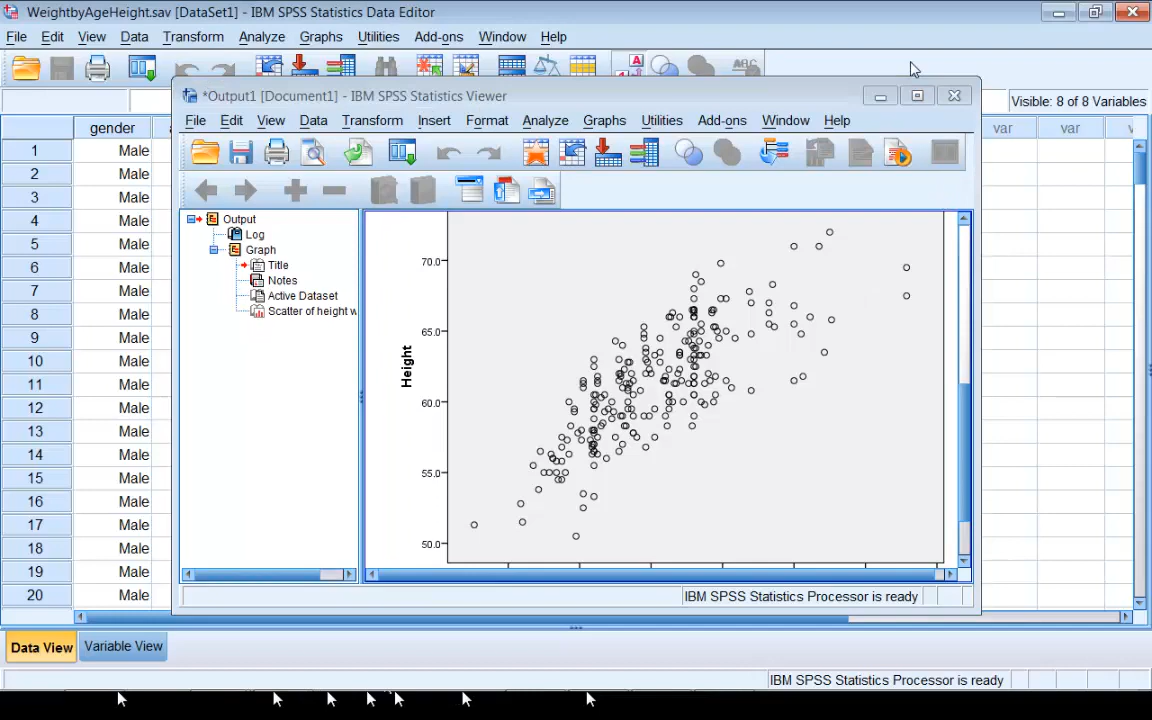 WeightbyAgeHeight.sav [DataSet1] - IBM SPSS Statistics Data Editor
File Edit View Data Transform Analyze Graphs Utilities Add-ons Window Help
Visible: 8 of 8 Variables
gender var var
1 Male
2 Male
3 Male
4 Male
5 Male
6 Male
7 Male
8 Male
9 Male
10 Male
11 Male
12 Male
13 Male
14 Male
15 Male
16 Male
17 Male
18 Male
19 Male
20 Male
*Output1 [Document1] - IBM SPSS Statistics Viewer
File Edit View Data Transform Insert Format Analyze Graphs Utilities Add-ons Window Help
Output
Log
Graph
Title
Notes
Active Dataset
Scatter of height w
Height
70.0
65.0
60.0
55.0
50.0
IBM SPSS Statistics Processor is ready
Data View Variable View
IBM SPSS Statistics Processor is ready